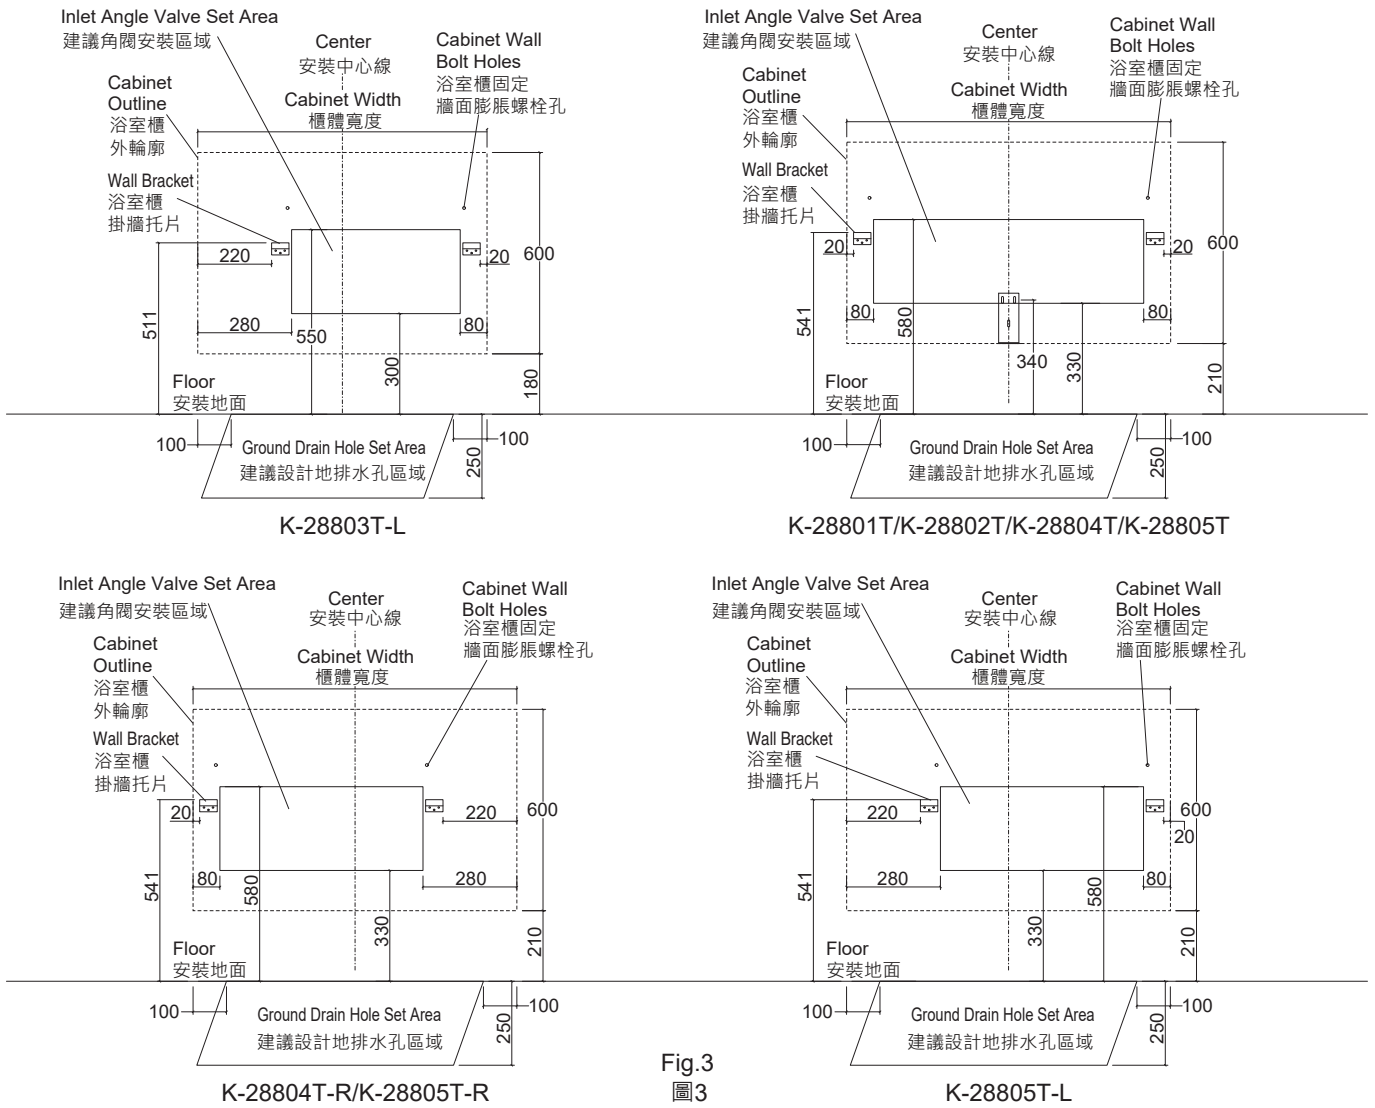 Inlet Angle Valve Set Area
建議角閥安裝區域
Center
安裝中心線
Cabinet Wall
Bolt Holes
浴室櫃固定
牆面膨脹螺栓孔
Cabinet
Outline
浴室櫃
外輪廓
Cabinet Width
櫃體寬度
Wall Bracket
浴室櫃
掛牆托片
220
20
600
511
280
550
300
80
180
Floor
安裝地面
100
Ground Drain Hole Set Area
建議設計地排水孔區域
250
100
K-28803T-L
Inlet Angle Valve Set Area
建議角閥安裝區域
Center
安裝中心線
Cabinet Wall
Bolt Holes
浴室櫃固定
牆面膨脹螺栓孔
Cabinet
Outline
浴室櫃
外輪廓
Cabinet Width
櫃體寬度
Wall Bracket
浴室櫃
掛牆托片
20
20
600
541
80
580
340
330
80
210
Floor
安裝地面
100
Ground Drain Hole Set Area
建議設計地排水孔區域
250
100
K-28801T/K-28802T/K-28804T/K-28805T
Inlet Angle Valve Set Area
建議角閥安裝區域
Center
安裝中心線
Cabinet Wall
Bolt Holes
浴室櫃固定
牆面膨脹螺栓孔
Cabinet
Outline
浴室櫃
外輪廓
Cabinet Width
櫃體寬度
Wall Bracket
浴室櫃
掛牆托片
20
220
600
541
80
580
330
280
210
Floor
安裝地面
100
Ground Drain Hole Set Area
建議設計地排水孔區域
250
100
K-28804T-R/K-28805T-R
Inlet Angle Valve Set Area
建議角閥安裝區域
Center
安裝中心線
Cabinet Wall
Bolt Holes
浴室櫃固定
牆面膨脹螺栓孔
Cabinet
Outline
浴室櫃
外輪廓
Cabinet Width
櫃體寬度
Wall Bracket
浴室櫃
掛牆托片
220
20
600
541
280
330
580
80
210
Floor
安裝地面
100
Ground Drain Hole Set Area
建議設計地排水孔區域
250
100
K-28805T-L
Fig.3
圖3